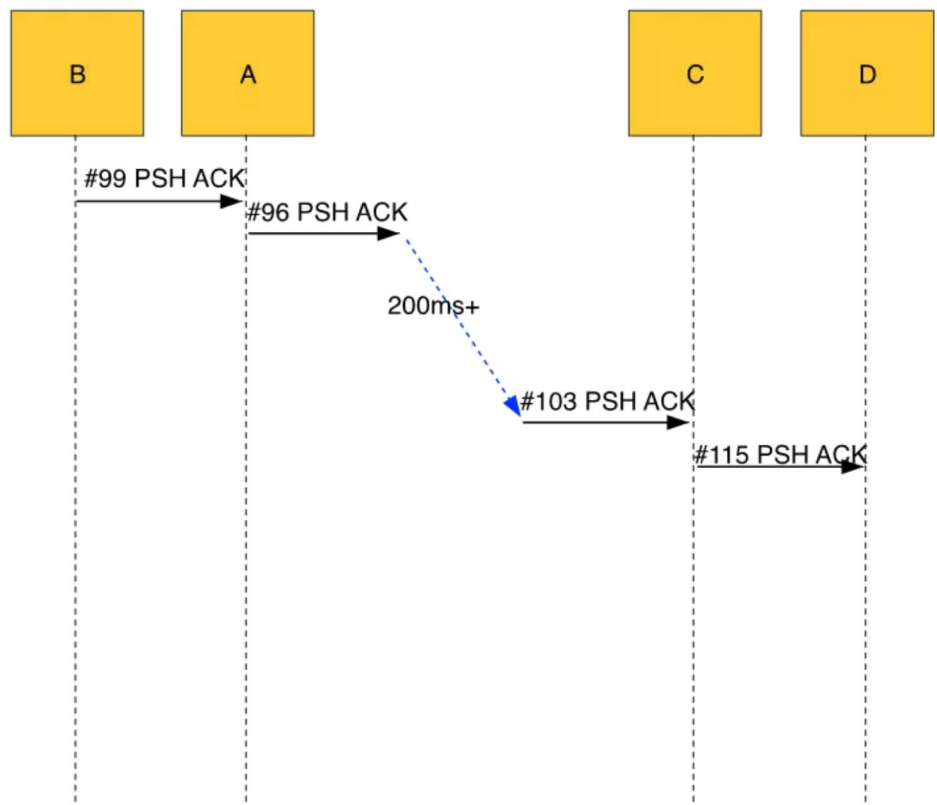 B
A
C
D
#99 PSH ACK
#96 PSH ACK
200ms+
#103 PSH ACK
#115 PSH ACK